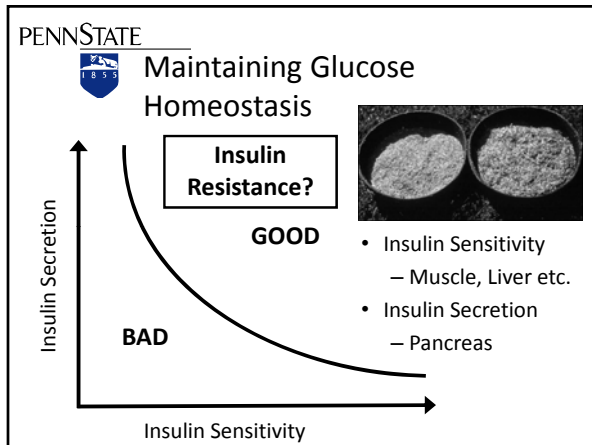 PENNSTATE
1855
Maintaining Glucose
Homeostasis
Insulin
Resistance?
GOOD
BAD
Insulin Secretion
Insulin Sensitivity
• Insulin Sensitivity
– Muscle, Liver etc.
• Insulin Secretion
– Pancreas